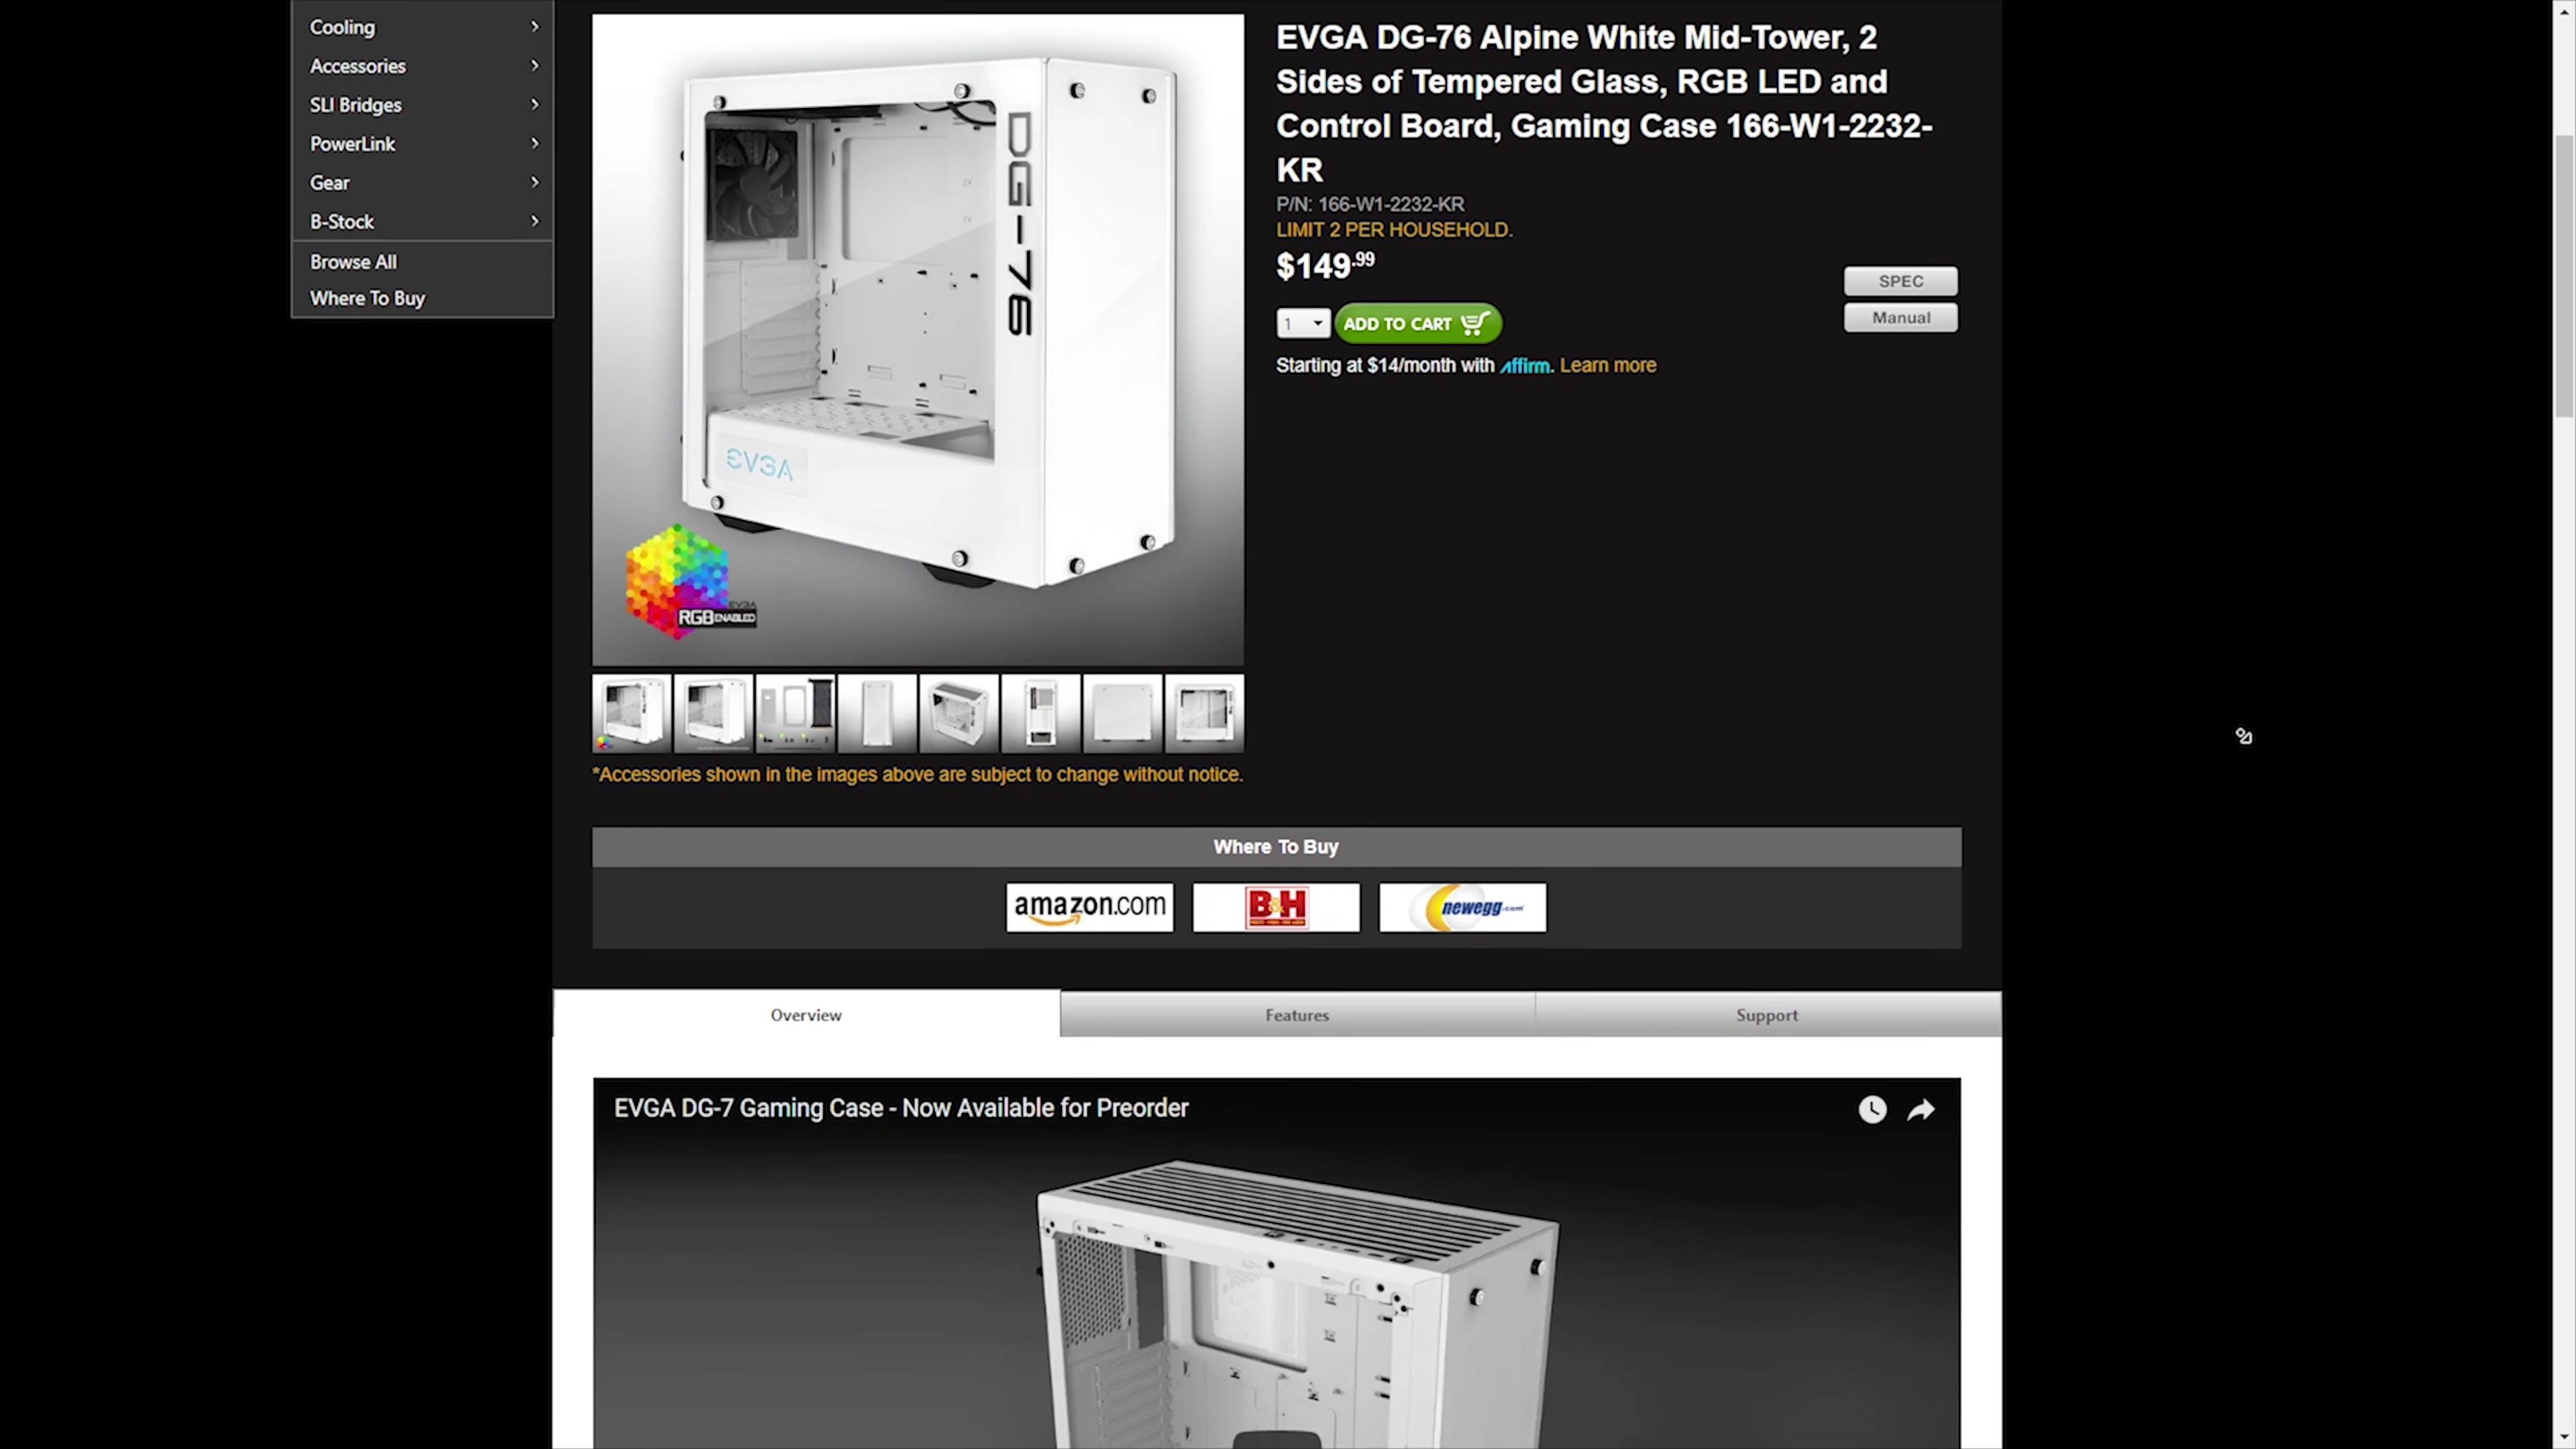 Cooling
Accessories
SLI Bridges
PowerLink
Gear
B-Stock
Browse All
Where To Buy
DG-76
EVGA
EVGA
RGB ENABLED
EVGA DG-76 Alpine White Mid-Tower, 2
Sides of Tempered Glass, RGB LED and
Control Board, Gaming Case 166-W1-2232-
KR
P/N: 166-W1-2232-KR
LIMIT 2 PER HOUSEHOLD.
$149.99
SPEC
Manual
1
ADD TO CART
Starting at $14/month with affirm. Learn more
*Accessories shown in the images above are subject to change without notice.
Where To Buy
amazon.com
B&H
newegg.com
Overview
Features
Support
EVGA DG-7 Gaming Case - Now Available for Preorder